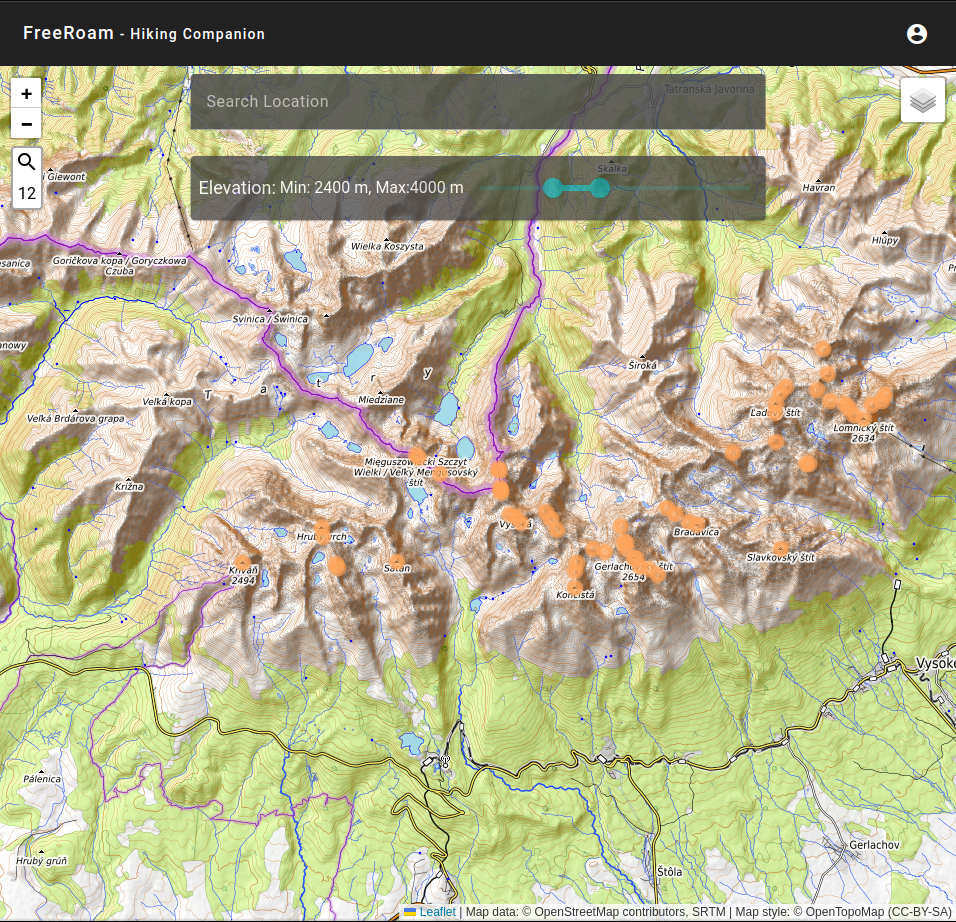 FreeRoam - Hiking Companion
+
−
12
Search Location
Tatranská Javorina
Elevation: Min: 2400 m, Max:4000 m
Skalka
i Giewont
Havran
Hlúpy
Wielka Koszysta
Goričkova kopa / Goryczkowa
Czuba
Svinica / Świnica
anowy
Široká
T a t r y
Miedziane
Veľká kopa
Veľká Brdárova grapa
Ľadový štít
Lomnický štít
2634
Mięguszowiecki Szczyt
Wielki / Veľký Mengusovský
štít
Krížna
Vysoká
Hrubý vrch
Bradavica
Slavkovský štít
Kriváň
2494
Satan
Gerlachovský štít
2654
Končistá
Vysoké
Pálenica
Hrubý grúň
Gerlachov
Štôla
Leaflet | Map data: © OpenStreetMap contributors, SRTM | Map style: © OpenTopoMap (CC-BY-SA)